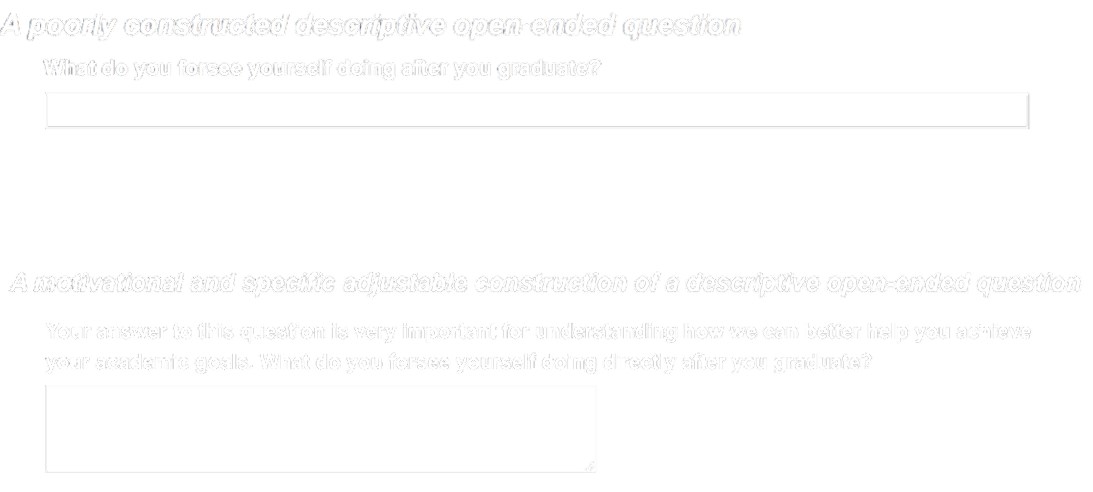 A poorly constructed descriptive open-ended question
What do you forsee yourself doing after you graduate?
A motivational and specific adjustable construction of a descriptive open-ended question
Your answer to this question is very important for understanding how we can better help you achieve
your academic goals. What do you forsee yourself doing directly after you graduate?